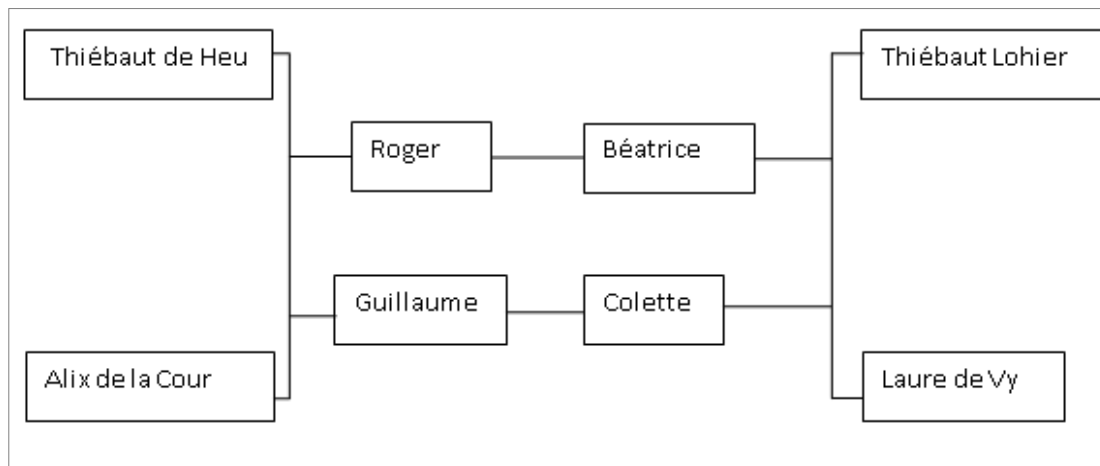 Thiébaut de Heu
Thiébaut Lohier
Roger
Béatrice
Guillaume
Colette
Alix de la Cour
Laure de Vy